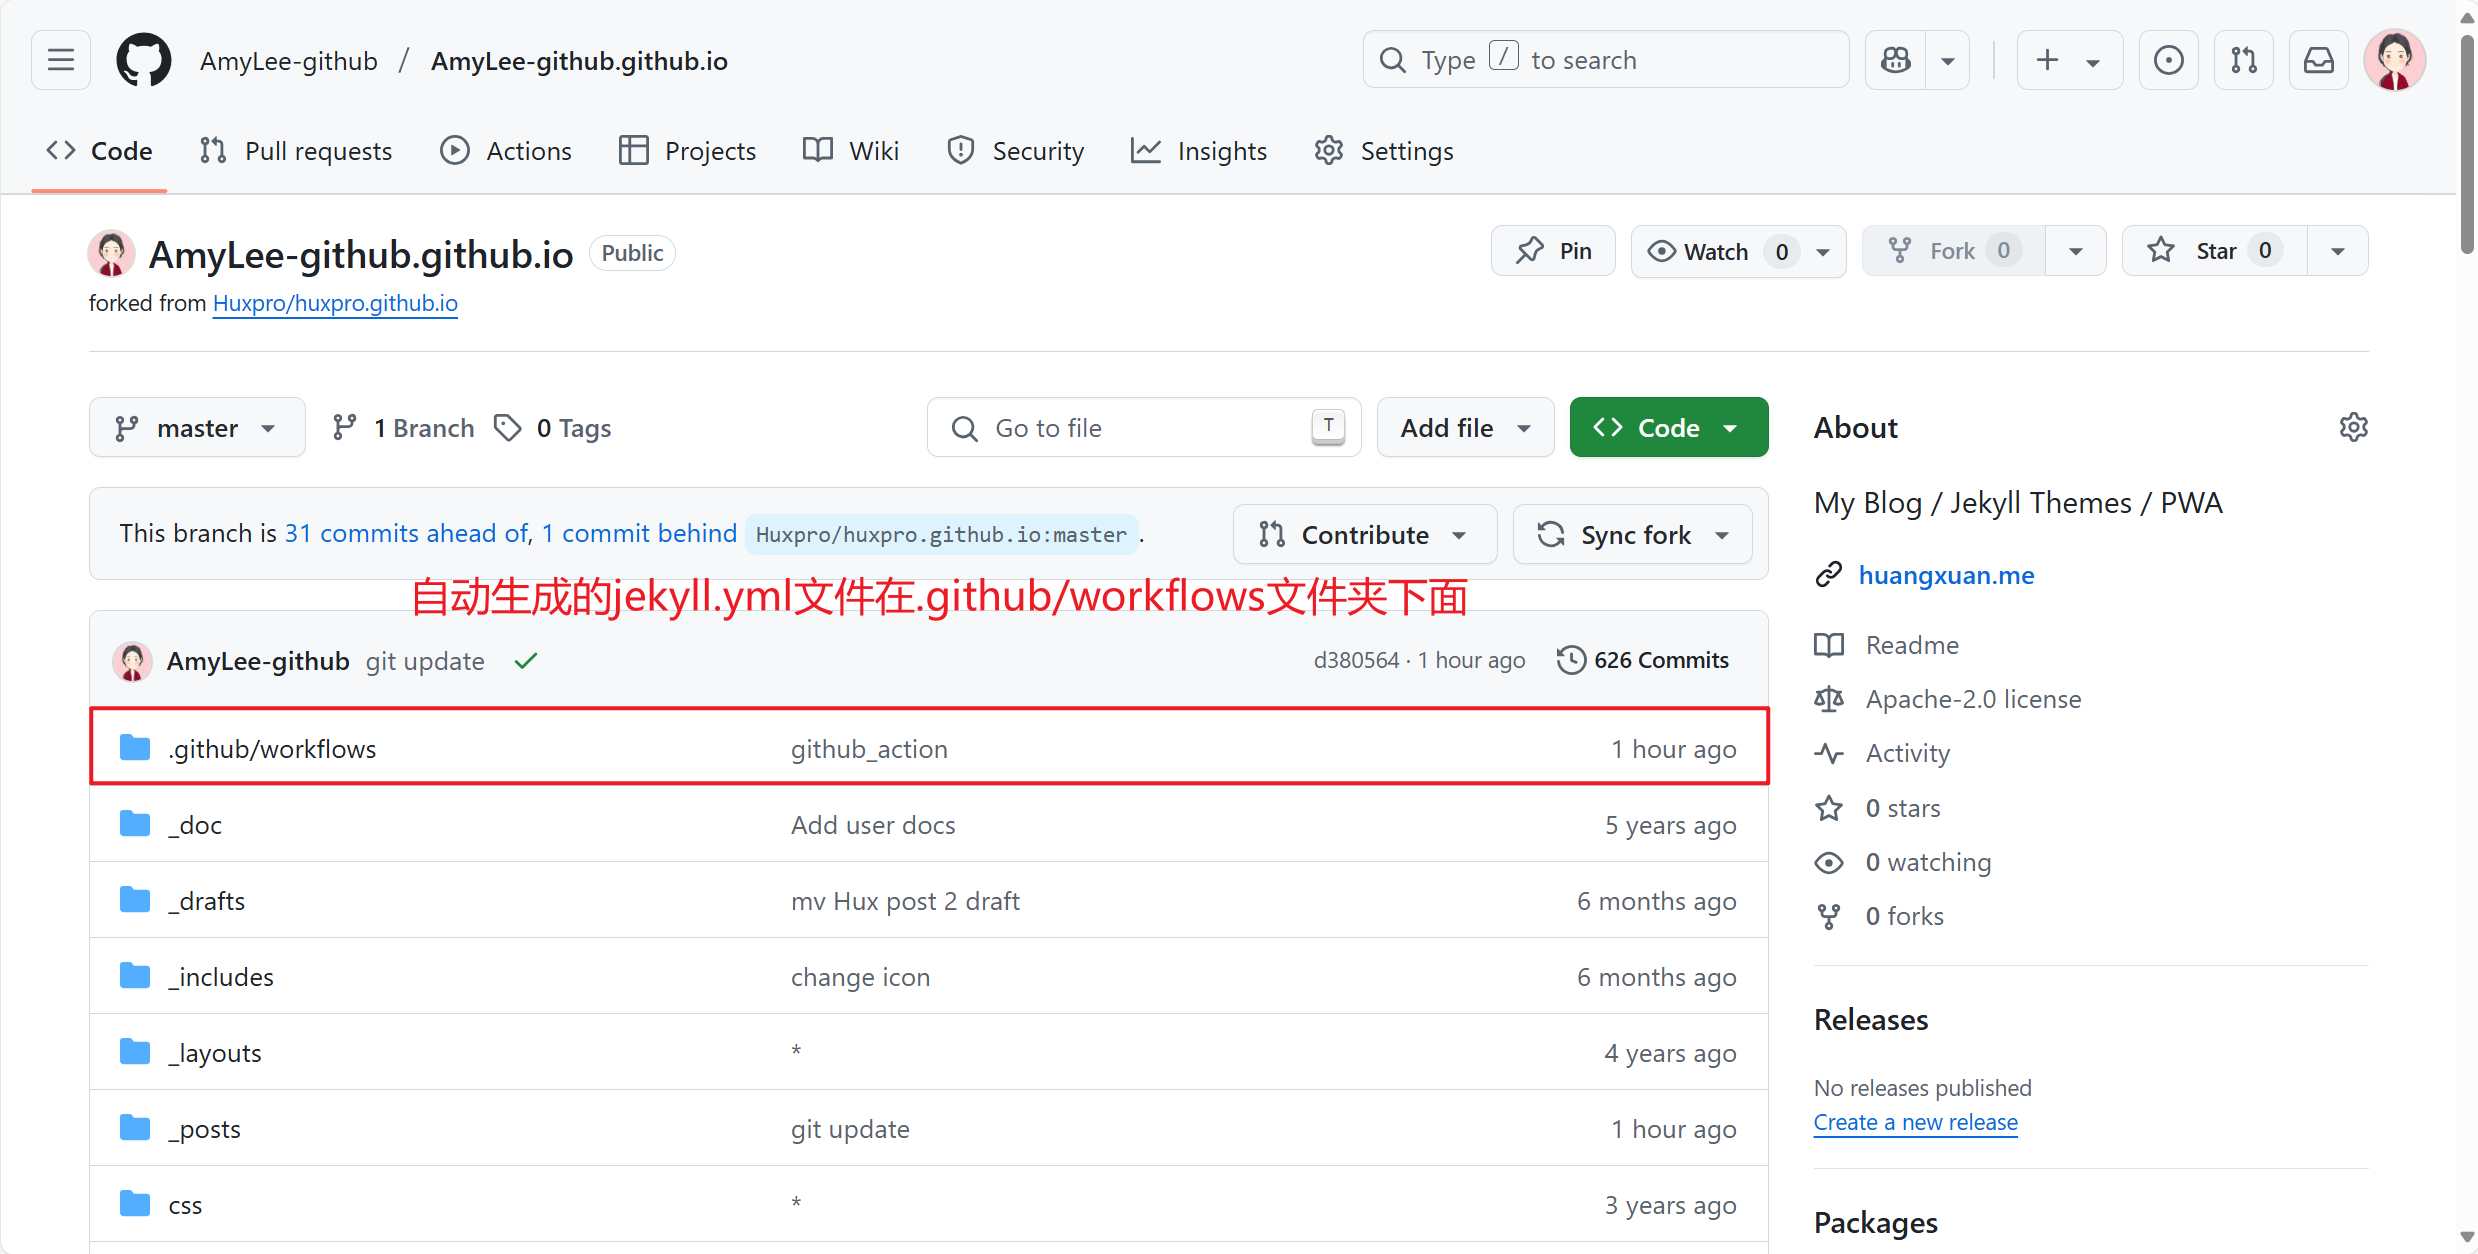 AmyLee-github / AmyLee-github.github.io
Type / to search
Code Pull requests Actions Projects Wiki Security Insights Settings
AmyLee-github.github.io Public
Pin Watch 0 Fork 0 Star 0
forked from Huxpro/huxpro.github.io
master 1 Branch 0 Tags
Go to file T Add file Code
This branch is 31 commits ahead of, 1 commit behind Huxpro/huxpro.github.io:master .
Contribute Sync fork
自动生成的jekyll.yml文件在.github/workflows文件夹下面
AmyLee-github git update d380564 · 1 hour ago 626 Commits
.github/workflows github_action 1 hour ago
_doc Add user docs 5 years ago
_drafts mv Hux post 2 draft 6 months ago
_includes change icon 6 months ago
_layouts * 4 years ago
_posts git update 1 hour ago
css * 3 years ago
About
My Blog / Jekyll Themes / PWA
huangxuan.me
Readme
Apache-2.0 license
Activity
0 stars
0 watching
0 forks
Releases
No releases published
Create a new release
Packages